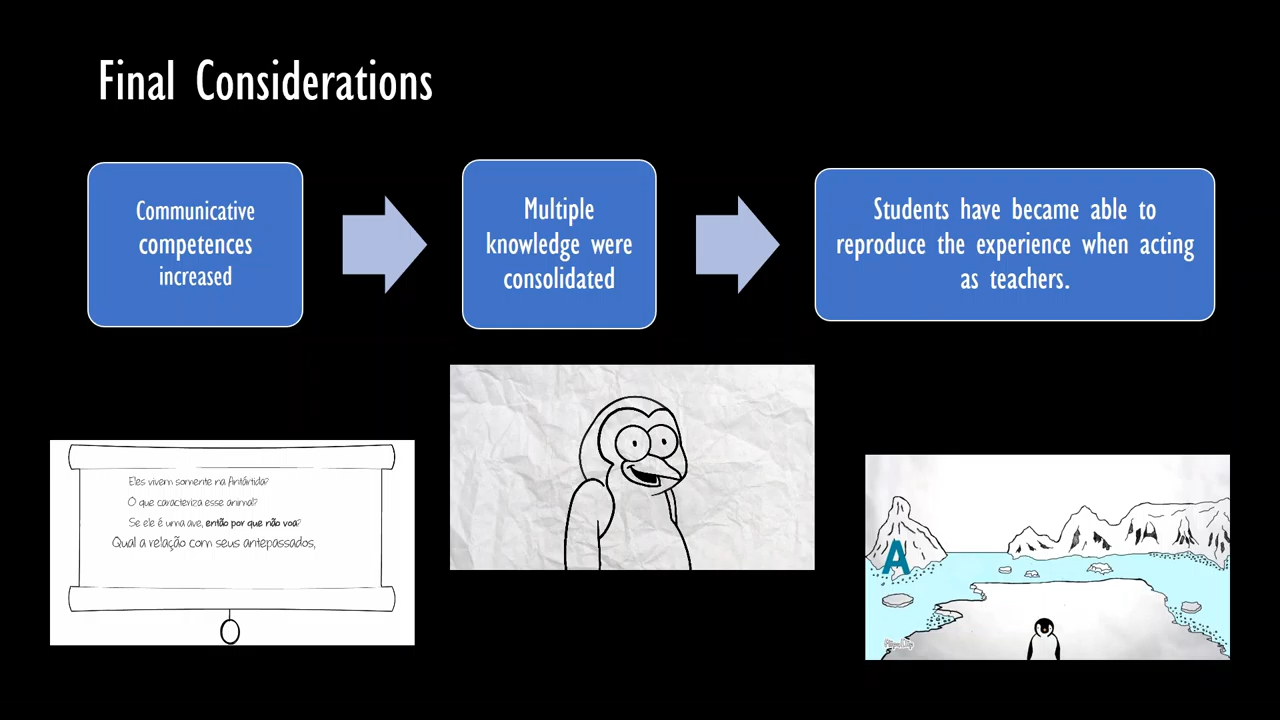 Final Considerations
Communicative
competences
increased
Multiple
knowledge were
consolidated
Students have became able to
reproduce the experience when acting
as teachers.
Eles vivem somente na Antártida?
O que caracteriza esse animal?
Se ele é uma ave, então por que não voa?
Qual a relação com seus antepassados,
A